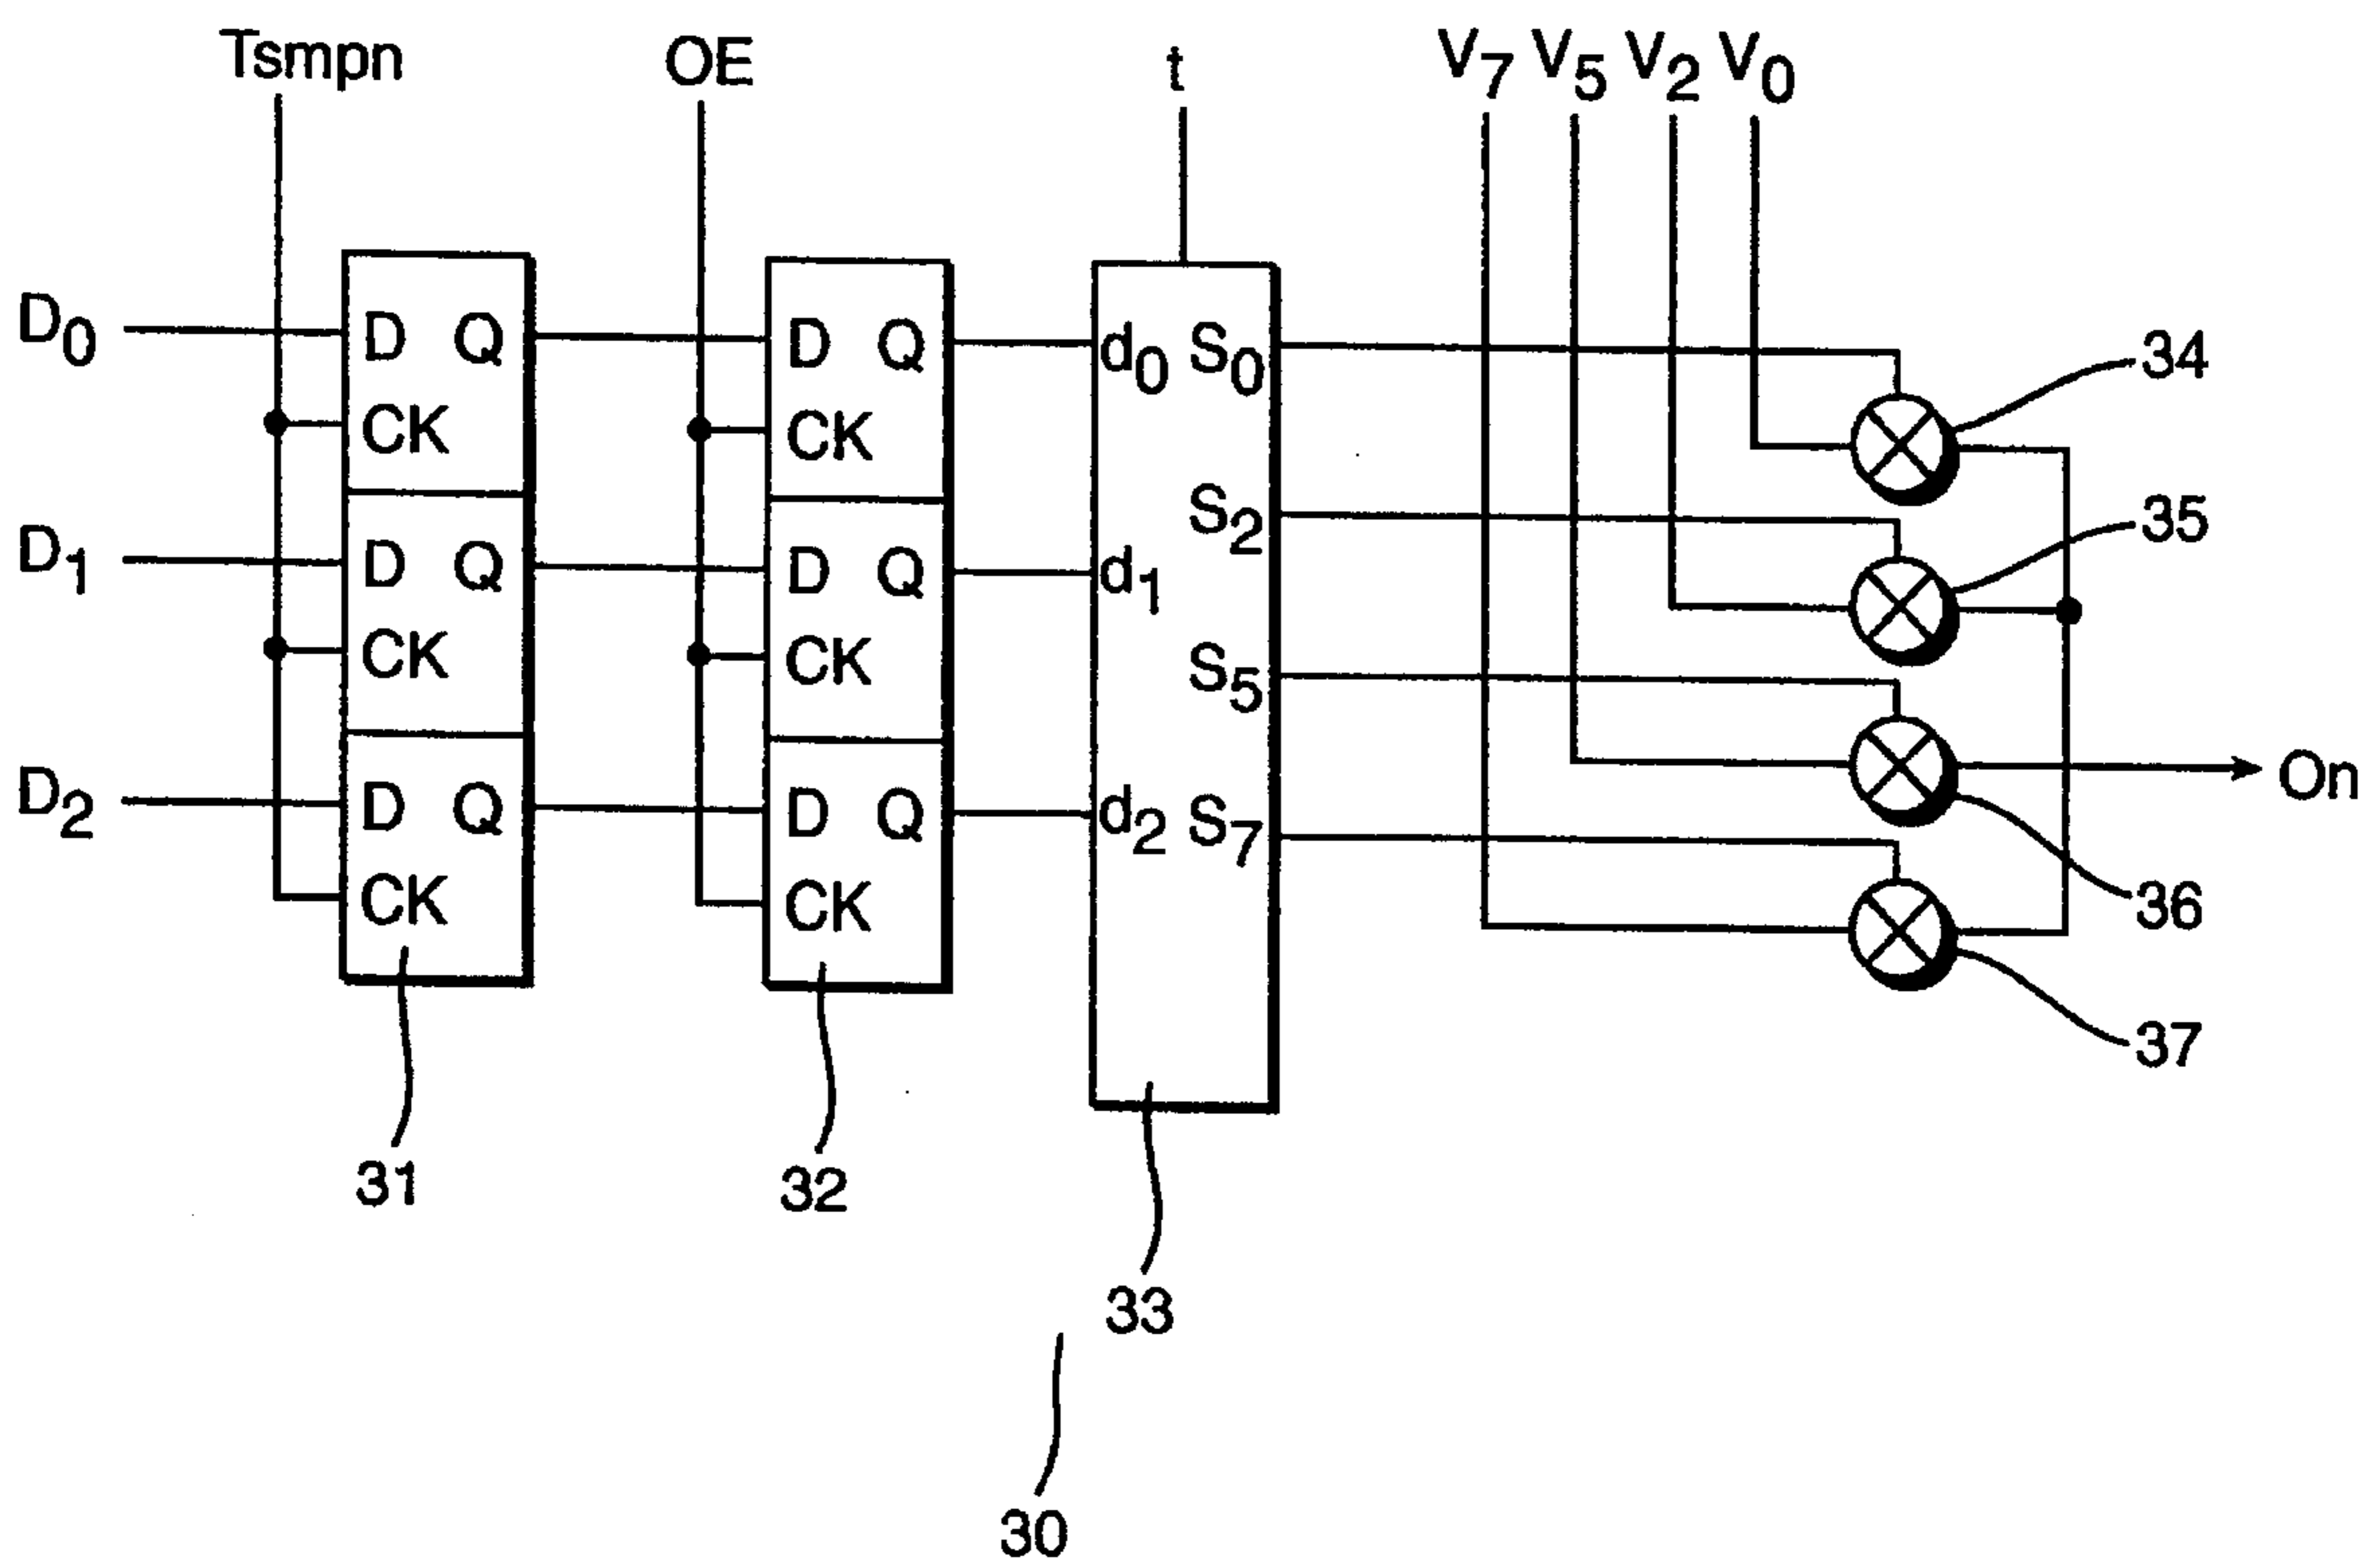 Tsmpn OE t V7 V5 V2 V0
D0 D Q D Q d0 S0 34
CK CK
S2 35
D1 D Q D Q d1
CK CK S5
On
D2 D Q D Q d2 S7
CK CK 36
37
31 32
33
30